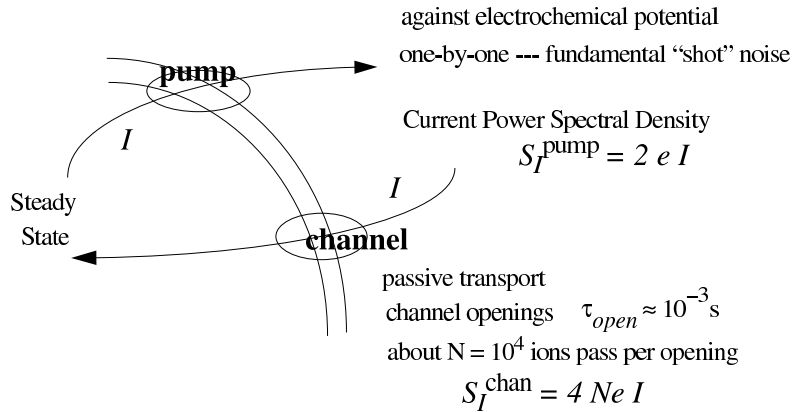 against electrochemical potential
pump
one-by-one --- fundamental “shot” noise
I
Current Power Spectral Density
S_I^pump = 2 e I
I
Steady
State
channel
passive transport
channel openings τ_open ≈ 10^−3 s
about N = 10^4 ions pass per opening
S_I^chan = 4 Ne I